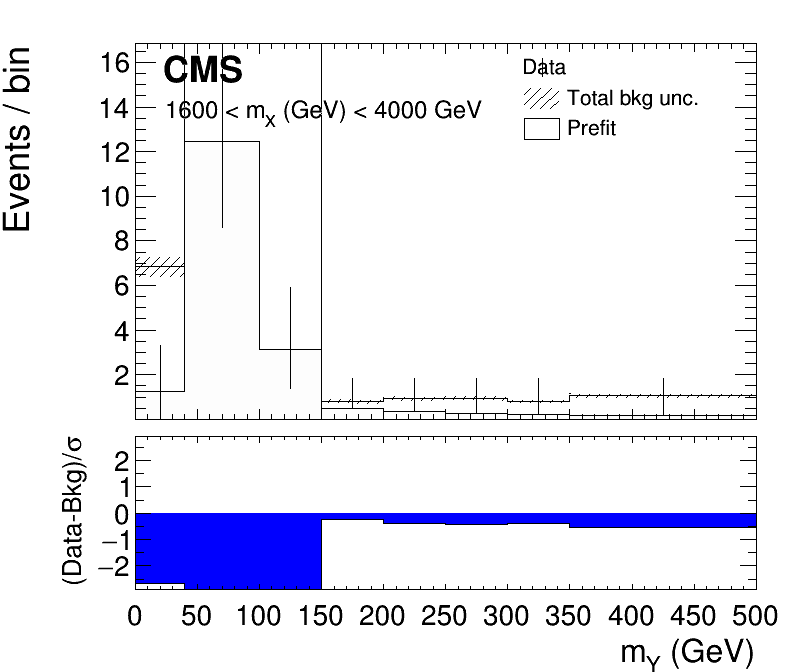 CMS
1600 < mX (GeV) < 4000 GeV
Data
Total bkg unc.
Prefit
Events / bin
16
14
12
10
8
6
4
2
(Data-Bkg)/σ
2
1
0
−1
−2
0 50 100 150 200 250 300 350 400 450 500
mY (GeV)